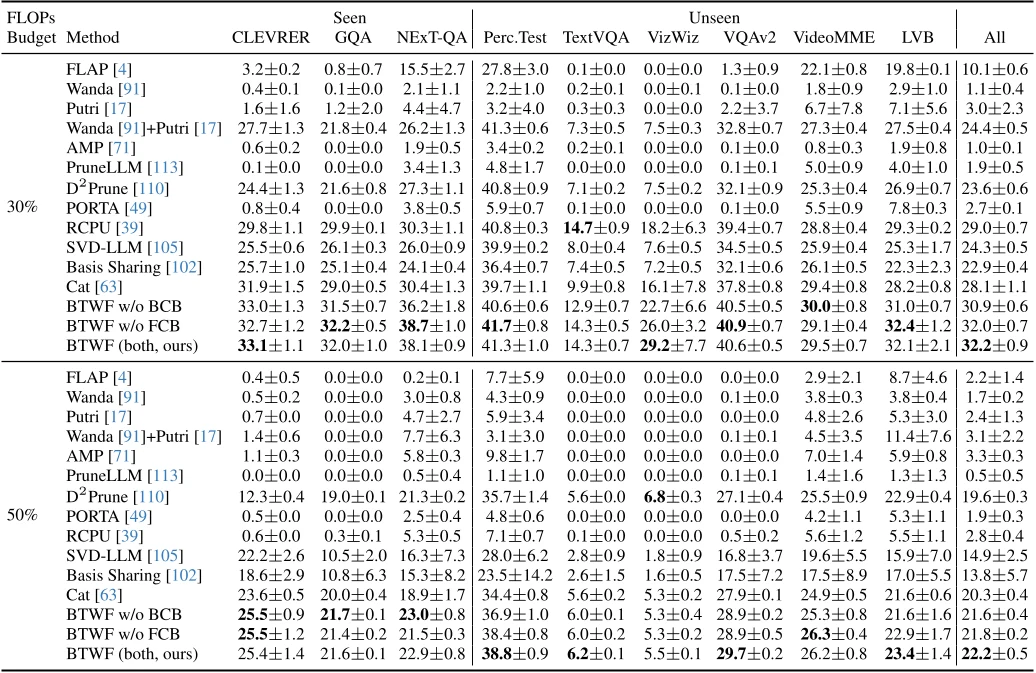 FLOPs Seen Unseen
Budget Method CLEVRER GQA NExT-QA Perc.Test TextVQA VizWiz VQAv2 VideoMME LVB All
FLAP [4] 3.2±0.2 0.8±0.7 15.5±2.7 27.8±3.0 0.1±0.0 0.0±0.0 1.3±0.9 22.1±0.8 19.8±0.1 10.1±0.6
Wanda [91] 0.4±0.1 0.1±0.0 2.1±1.1 2.2±1.0 0.2±0.1 0.0±0.1 0.1±0.0 1.8±0.9 2.9±1.0 1.1±0.4
Putri [17] 1.6±1.6 1.2±2.0 4.4±4.7 3.2±4.0 0.3±0.3 0.0±0.0 2.2±3.7 6.7±7.8 7.1±5.6 3.0±2.3
Wanda [91]+Putri [17] 27.7±1.3 21.8±0.4 26.2±1.3 41.3±0.6 7.3±0.5 7.5±0.3 32.8±0.7 27.3±0.4 27.5±0.4 24.4±0.5
AMP [71] 0.6±0.2 0.0±0.0 1.9±0.5 3.4±0.2 0.2±0.1 0.0±0.0 0.1±0.0 0.8±0.3 1.9±0.8 1.0±0.1
PruneLLM [113] 0.1±0.0 0.0±0.0 3.4±1.3 4.8±1.7 0.0±0.0 0.0±0.0 0.1±0.1 5.0±0.9 4.0±1.0 1.9±0.5
D²Prune [110] 24.4±1.3 21.6±0.8 27.3±1.1 40.8±0.9 7.1±0.2 7.5±0.2 32.1±0.9 25.3±0.4 26.9±0.7 23.6±0.6
30% PORTA [49] 0.8±0.4 0.0±0.0 3.8±0.5 5.9±0.7 0.1±0.0 0.0±0.0 0.1±0.0 5.5±0.9 7.8±0.3 2.7±0.1
RCPU [39] 29.8±1.1 29.9±0.1 30.3±1.1 40.8±0.3 14.7±0.9 18.2±6.3 39.4±0.7 28.8±0.4 29.3±0.2 29.0±0.7
SVD-LLM [105] 25.5±0.6 26.1±0.3 26.0±0.9 39.9±0.2 8.0±0.4 7.6±0.5 34.5±0.5 25.9±0.4 25.3±1.7 24.3±0.5
Basis Sharing [102] 25.7±1.0 25.1±0.4 24.1±0.4 36.4±0.7 7.4±0.5 7.2±0.5 32.1±0.6 26.1±0.5 22.3±2.3 22.9±0.4
Cat [63] 31.9±1.5 29.0±0.5 30.4±1.3 39.7±1.1 9.9±0.8 16.1±7.8 37.8±0.8 29.4±0.8 28.2±0.8 28.1±1.1
BTWF w/o BCB 33.0±1.3 31.5±0.7 36.2±1.8 40.6±0.6 12.9±0.7 22.7±6.6 40.5±0.5 30.0±0.8 31.0±0.7 30.9±0.6
BTWF w/o FCB 32.7±1.2 32.2±0.5 38.7±1.0 41.7±0.8 14.3±0.5 26.0±3.2 40.9±0.7 29.1±0.4 32.4±1.2 32.0±0.7
BTWF (both, ours) 33.1±1.1 32.0±1.0 38.1±0.9 41.3±1.0 14.3±0.7 29.2±7.7 40.6±0.5 29.5±0.7 32.1±2.1 32.2±0.9
FLAP [4] 0.4±0.5 0.0±0.0 0.2±0.1 7.7±5.9 0.0±0.0 0.0±0.0 0.0±0.0 2.9±2.1 8.7±4.6 2.2±1.4
Wanda [91] 0.5±0.2 0.0±0.0 3.0±0.8 4.3±0.9 0.0±0.0 0.0±0.0 0.1±0.0 3.8±0.3 3.8±0.4 1.7±0.2
Putri [17] 0.7±0.0 0.0±0.0 4.7±2.7 5.9±3.4 0.0±0.0 0.0±0.0 0.0±0.0 4.8±2.6 5.3±3.0 2.4±1.3
Wanda [91]+Putri [17] 1.4±0.6 0.0±0.0 7.7±6.3 3.1±3.0 0.0±0.0 0.0±0.0 0.1±0.1 4.5±3.5 11.4±7.6 3.1±2.2
AMP [71] 1.1±0.3 0.0±0.0 5.8±0.3 9.8±1.7 0.0±0.0 0.0±0.0 0.0±0.0 7.0±1.4 5.9±0.8 3.3±0.3
PruneLLM [113] 0.0±0.0 0.0±0.0 0.5±0.4 1.1±1.0 0.0±0.0 0.0±0.0 0.1±0.1 1.4±1.6 1.3±1.3 0.5±0.5
D²Prune [110] 12.3±0.4 19.0±0.1 21.3±0.2 35.7±1.4 5.6±0.0 6.8±0.3 27.1±0.4 25.5±0.9 22.9±0.4 19.6±0.3
50% PORTA [49] 0.5±0.0 0.0±0.0 2.5±0.4 4.8±0.6 0.0±0.0 0.0±0.0 0.0±0.0 4.2±1.1 5.3±1.1 1.9±0.3
RCPU [39] 0.6±0.0 0.3±0.1 5.3±0.5 7.1±0.7 0.1±0.0 0.0±0.0 0.5±0.2 5.6±1.2 5.5±1.1 2.8±0.4
SVD-LLM [105] 22.2±2.6 10.5±2.0 16.3±7.3 28.0±6.2 2.8±0.9 1.8±0.9 16.8±3.7 19.6±5.5 15.9±7.0 14.9±2.5
Basis Sharing [102] 18.6±2.9 10.8±6.3 15.3±8.2 23.5±14.2 2.6±1.5 1.6±0.5 17.5±7.2 17.5±8.9 17.0±5.5 13.8±5.7
Cat [63] 23.6±0.5 20.0±0.4 18.9±1.7 34.4±0.8 5.6±0.2 5.3±0.2 27.9±0.1 24.9±0.5 21.6±0.6 20.3±0.4
BTWF w/o BCB 25.5±0.9 21.7±0.1 23.0±0.8 36.9±1.0 6.0±0.1 5.3±0.4 28.9±0.2 25.3±0.8 21.6±1.6 21.6±0.4
BTWF w/o FCB 25.5±1.2 21.4±0.2 21.5±0.3 38.4±0.8 6.0±0.2 5.3±0.2 28.9±0.5 26.3±0.4 22.9±1.7 21.8±0.2
BTWF (both, ours) 25.4±1.4 21.6±0.1 22.9±0.8 38.8±0.9 6.2±0.1 5.5±0.1 29.7±0.2 26.2±0.8 23.4±1.4 22.2±0.5